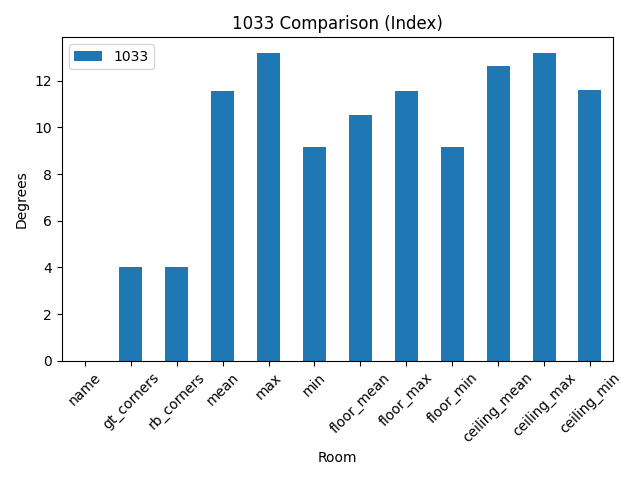 1033 Comparison (Index)
1033
Degrees
12
10
8
6
4
2
0
name
gt_corners
rb_corners
mean
max
min
floor_mean
floor_max
floor_min
ceiling_mean
ceiling_max
ceiling_min
Room